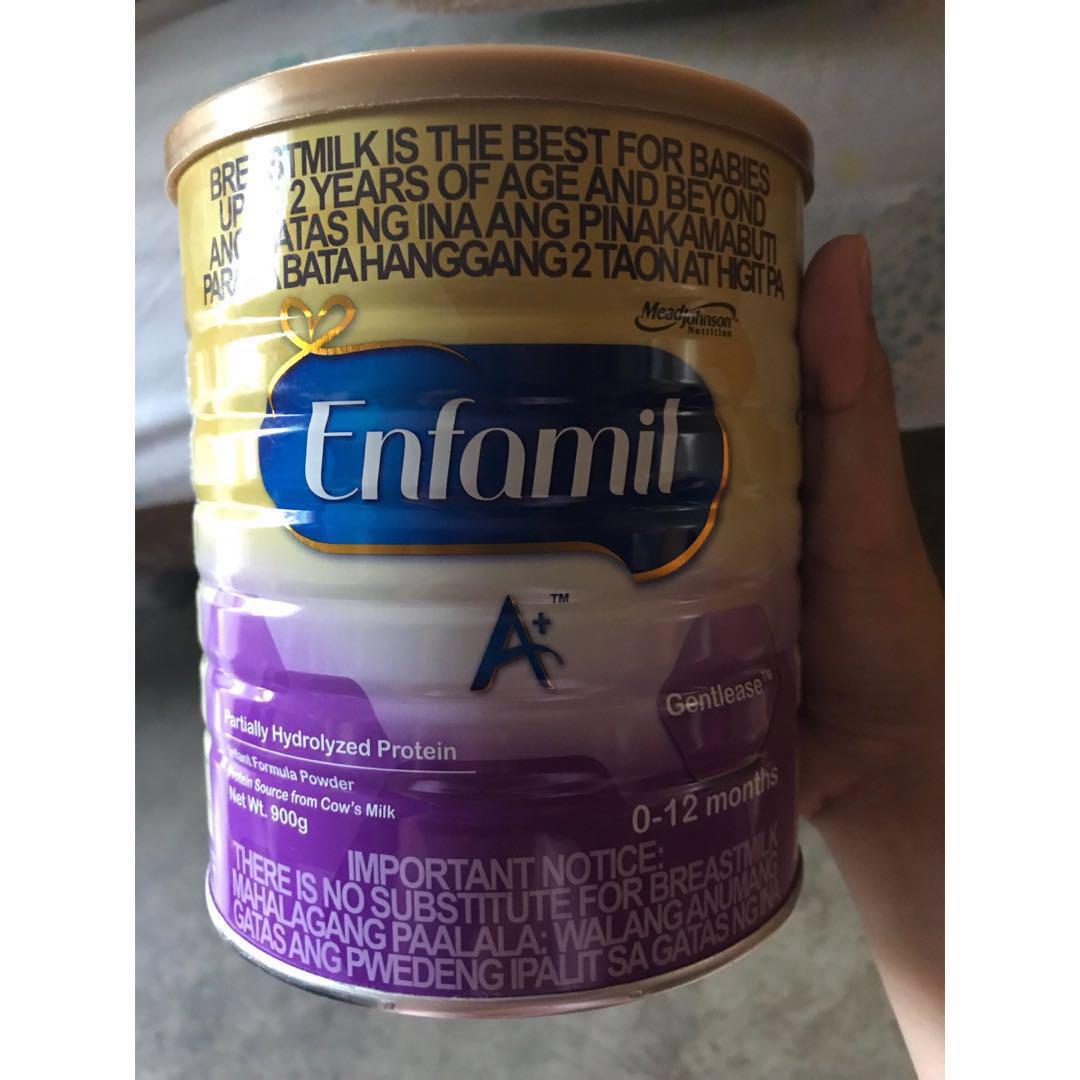 BREASTMILK IS THE BEST FOR BABIES
UP 2 YEARS OF AGE AND BEYOND
ANG GATAS NG INA ANG PINAKAMABUTI
PARA BATA HANGGANG 2 TAON AT HIGIT PA
MeadJohnson™
Nutrition
Enfamil
A+™
Gentlease™
Partially Hydrolyzed Protein
Infant Formula Powder
Protein Source from Cow's Milk
Net Wt. 900g
0-12 months
IMPORTANT NOTICE:
THERE IS NO SUBSTITUTE FOR BREASTMILK
MAHALAGANG PAALALA: WALANG ANUMANG
GATAS ANG PWEDENG IPALIT SA GATAS NG INA